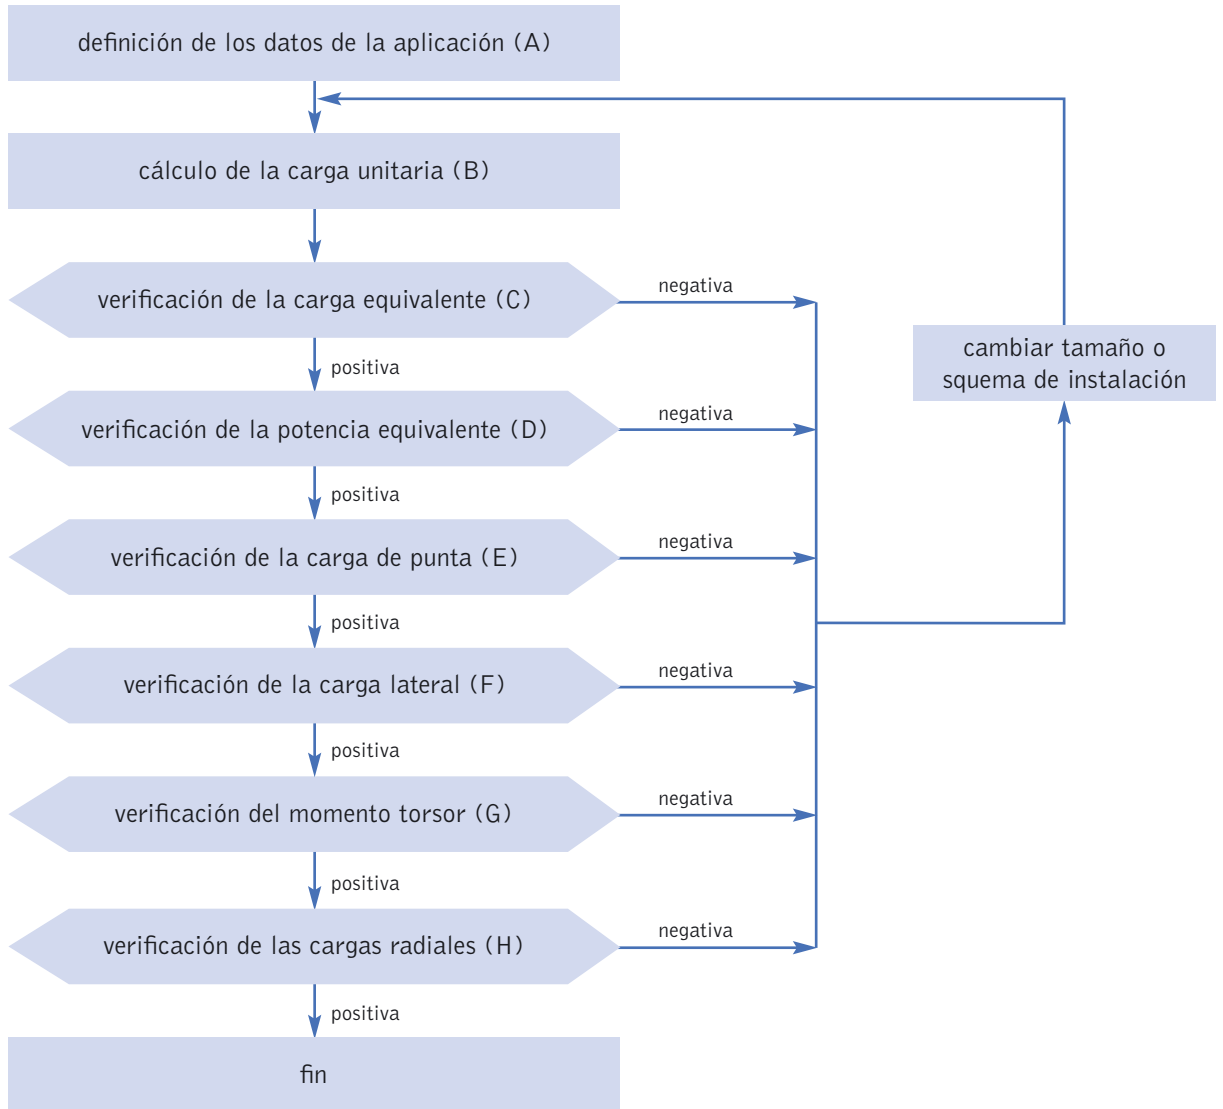 definición de los datos de la aplicación (A)
cálculo de la carga unitaria (B)
verificación de la carga equivalente (C)
negativa
positiva
cambiar tamaño o
squema de instalación
verificación de la potencia equivalente (D)
negativa
positiva
verificación de la carga de punta (E)
negativa
positiva
verificación de la carga lateral (F)
negativa
positiva
verificación del momento torsor (G)
negativa
positiva
verificación de las cargas radiales (H)
negativa
positiva
fin